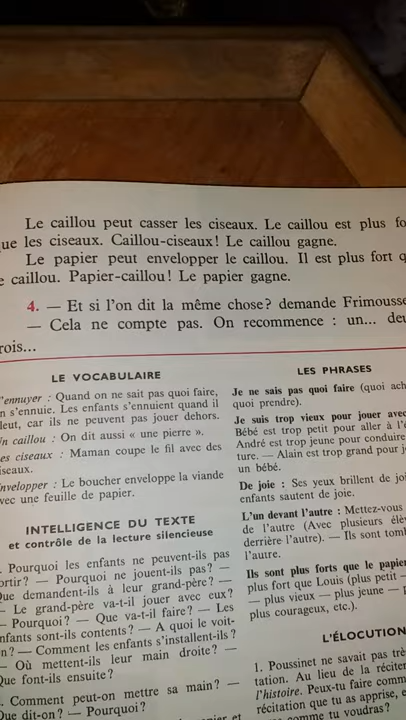 Le caillou peut casser les ciseaux. Le caillou est plus
que les ciseaux. Caillou-ciseaux! Le caillou gagne.
Le papier peut envelopper le caillou. Il est plus fort
caillou. Papier-caillou! Le papier gagne.
4. — Et si l'on dit la même chose? demande Frimousse
— Cela ne compte pas. On recommence : un...
LE VOCABULAIRE
S'ennuyer : Quand on ne sait pas quoi faire,
on s'ennuie. Les enfants s'ennuient quand il
pleut, car ils ne peuvent pas jouer dehors.
Un caillou : On dit aussi « une pierre ».
Les ciseaux : Maman coupe le fil avec des
ciseaux.
Envelopper : Le boucher enveloppe la viande
avec une feuille de papier.
INTELLIGENCE DU TEXTE
et contrôle de la lecture silencieuse
Pourquoi les enfants ne peuvent-ils pas
sortir? — Pourquoi ne jouent-ils pas? —
Que demandent-ils à leur grand-père? —
— Le grand-père va-t-il jouer avec eux?
— Pourquoi? — Que va-t-il faire? — Les
enfants sont-ils contents? — A quoi le voit-
on? — Comment les enfants s'installent-ils?
— Où mettent-ils leur main droite? —
Que font-ils ensuite?
Comment peut-on mettre sa main? —
Que dit-on? — Pourquoi?
LES PHRASES
Je ne sais pas quoi faire (quoi
quoi prendre).
Je suis trop vieux pour jouer avec
Bébé est trop petit pour aller à
André est trop jeune pour conduire
ture. — Alain est trop grand pour
un bébé.
De joie : Ses yeux brillent de
enfants sautent de joie.
L'un devant l'autre : Mettez-vous
de l'autre (Avec plusieurs
derrière l'autre). — Ils sont
l'autre.
Ils sont plus forts que le papier
plus fort que Louis (plus petit —
— plus vieux — plus jeune —
plus courageux, etc.).
L'ÉLOCUTION
1. Poussinet ne savait pas
tation. Au lieu de la réciter
l'histoire. Peux-tu faire comme
récitation que tu as apprise,
comme tu voudras?